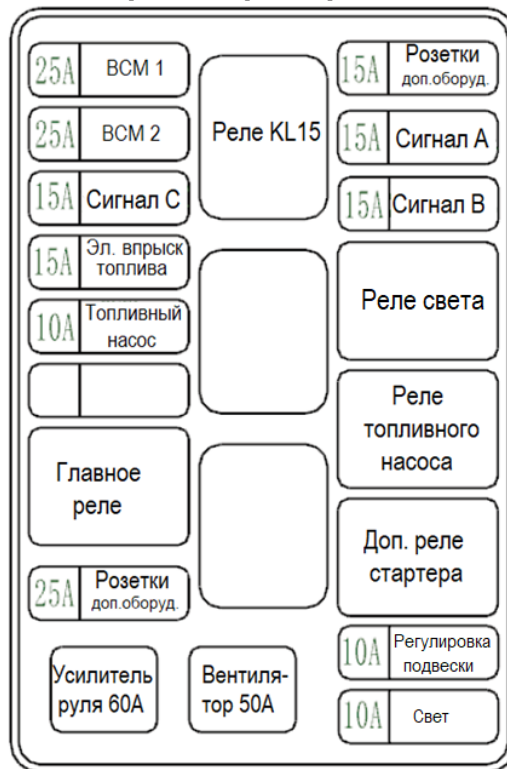 25A BCM 1
25A BCM 2
15A Сигнал C
15A Эл. впрыск
топлива
10A Топливный
насос
Главное
реле
25A Розетки
доп.оборуд.
Усилитель
руля 60А
Вентиля-
тор 50А
Реле KL15
15A Розетки
доп.оборуд.
15A Сигнал А
15A Сигнал В
Реле света
Реле
топливного
насоса
Доп. реле
стартера
10A Регулировка
подвески
10A Свет